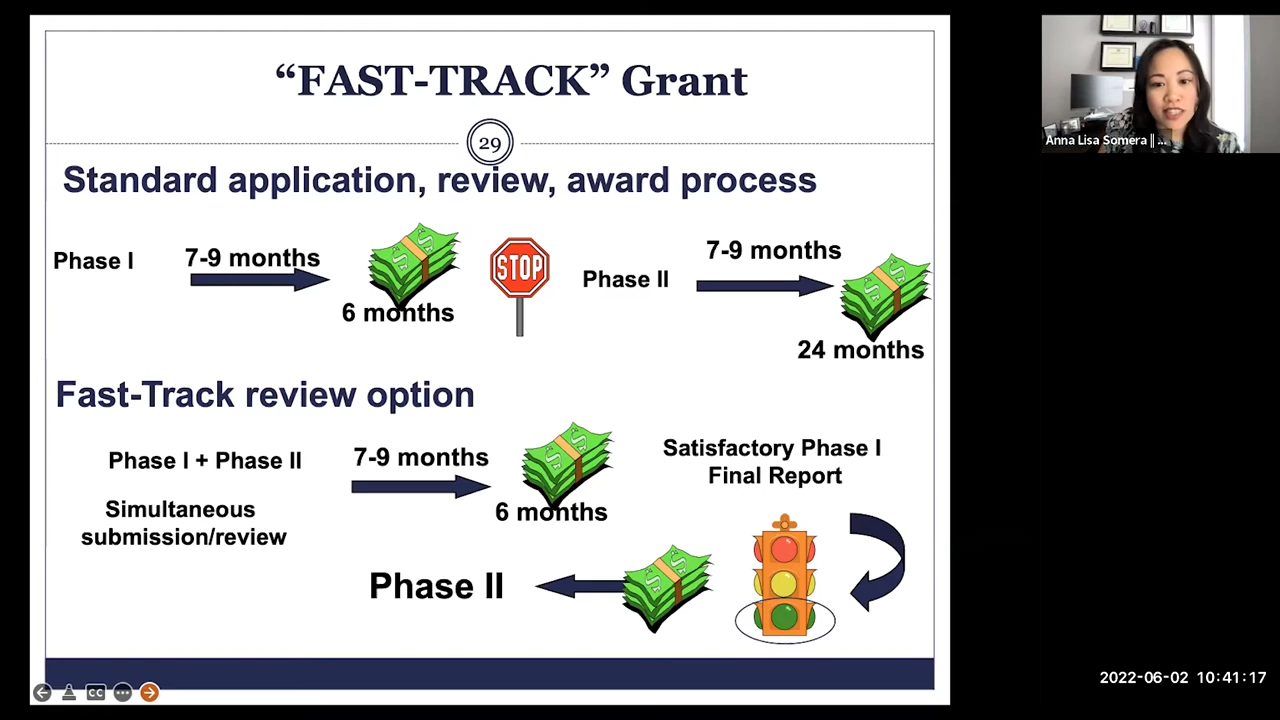 “FAST-TRACK” Grant
29
Standard application, review, award process
Phase I
7-9 months
6 months
STOP
Phase II
7-9 months
24 months
Fast-Track review option
Phase I + Phase II
Simultaneous
submission/review
7-9 months
6 months
Satisfactory Phase I
Final Report
Phase II
CC
Anna Lisa Somera || ...
2022-06-02 10:41:17